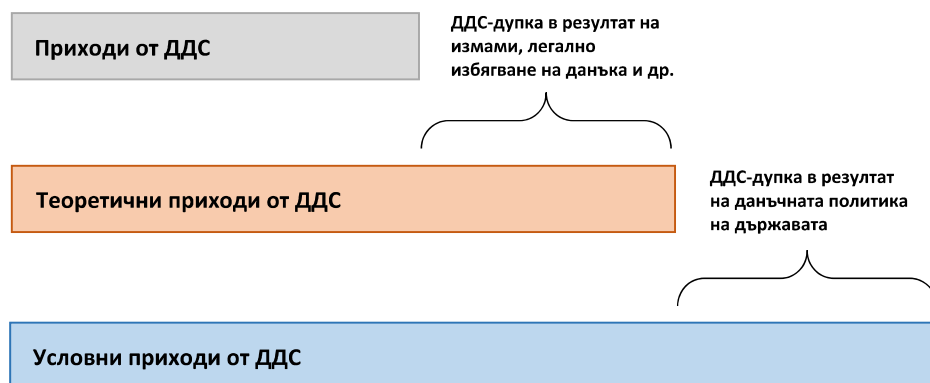 Приходи от ДДС
ДДС-дупка в резултат на
измами, легално
избягване на данъка и др.
Теоретични приходи от ДДС
ДДС-дупка в резултат
на данъчната политика
на държавата
Условни приходи от ДДС